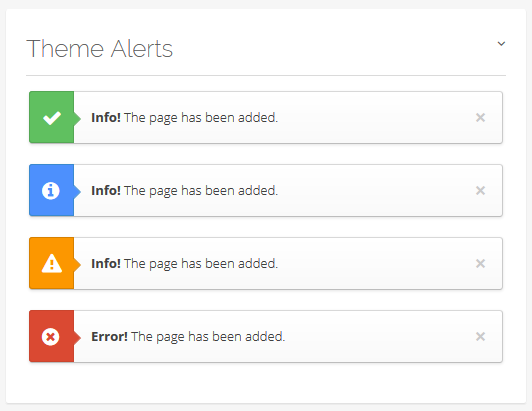 Theme Alerts
Info! The page has been added.
Info! The page has been added.
Info! The page has been added.
Error! The page has been added.